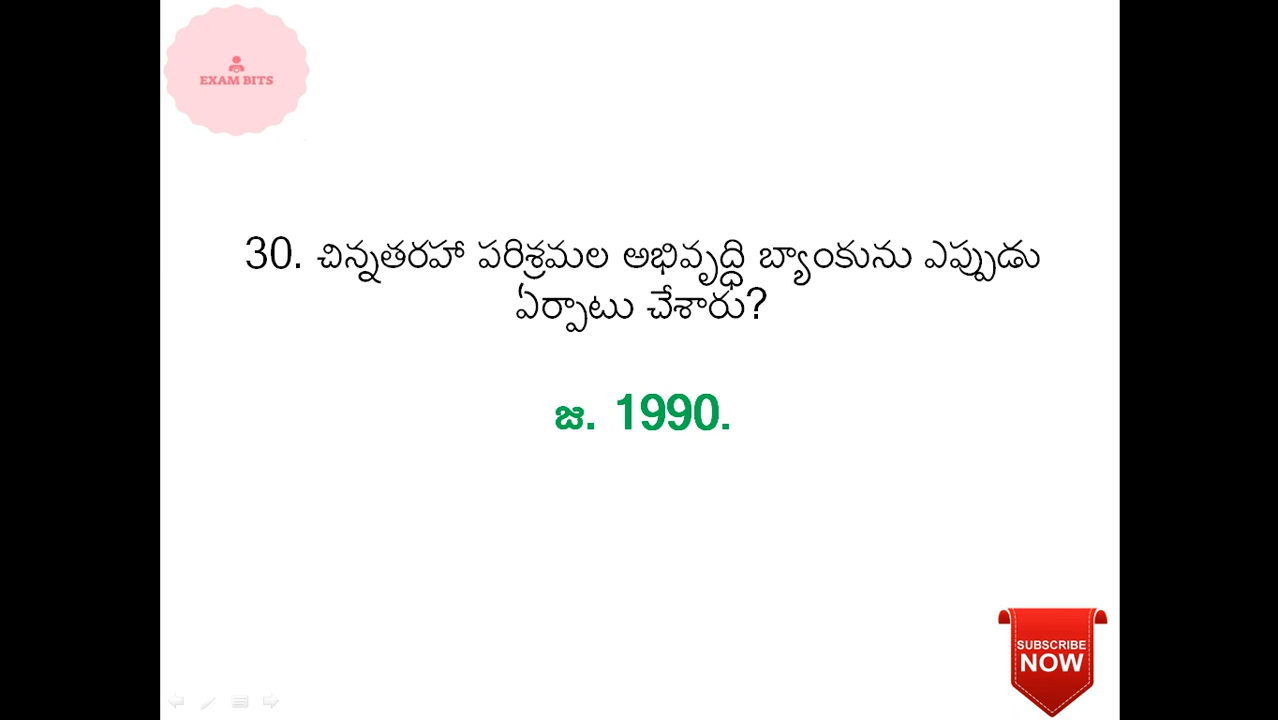 EXAM BITS
30. చిన్నతరహా పరిశ్రమల అభివృద్ధి బ్యాంకును ఎప్పుడు
ఏర్పాటు చేశారు?
జ. 1990.
SUBSCRIBE
NOW